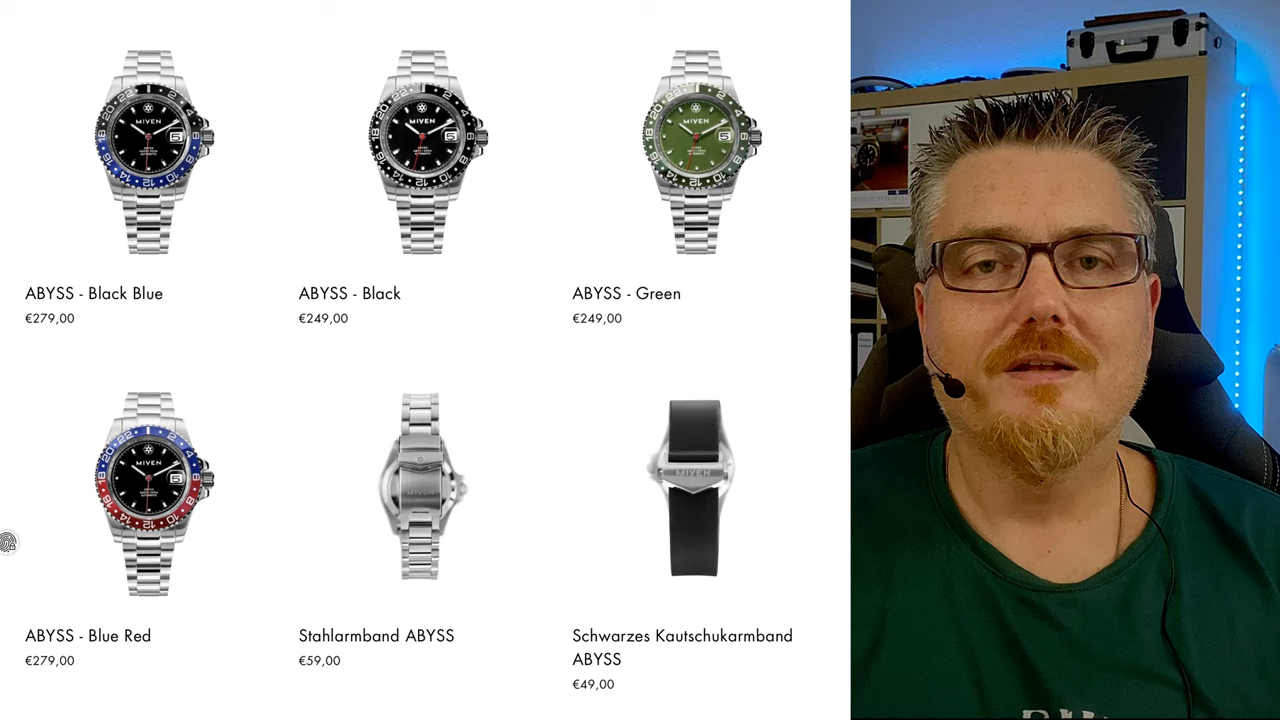 MIVEN
MIVEN
MIVEN
ABYSS - Black Blue
€279,00
ABYSS - Black
€249,00
ABYSS - Green
€249,00
MIVEN
MIVEN
ABYSS - Blue Red
€279,00
Stahlarmband ABYSS
€59,00
Schwarzes Kautschukarmband
ABYSS
€49,00